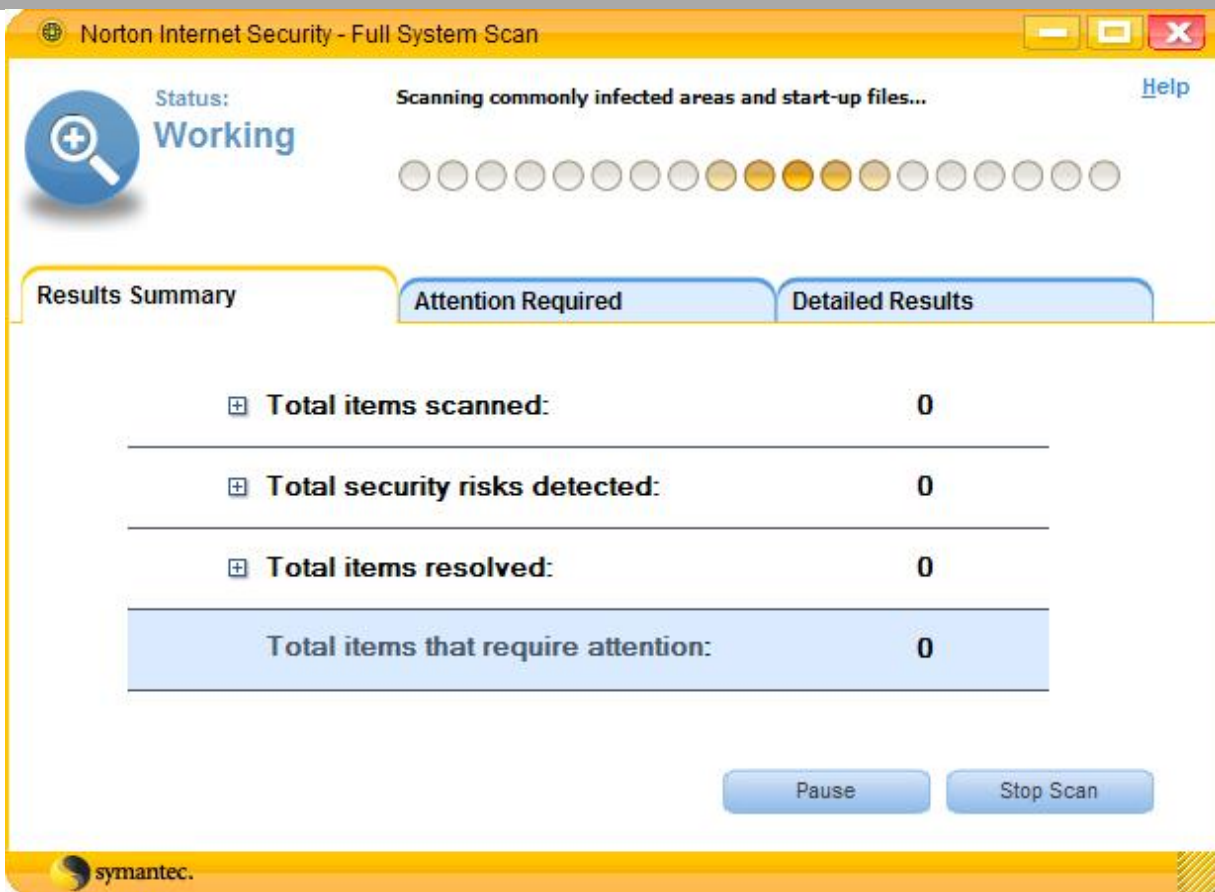 Norton Internet Security - Full System Scan
Status:
Working
Scanning commonly infected areas and start-up files...
Help
Results Summary
Attention Required
Detailed Results
Total items scanned: 0
Total security risks detected: 0
Total items resolved: 0
Total items that require attention: 0
Pause
Stop Scan
symantec.